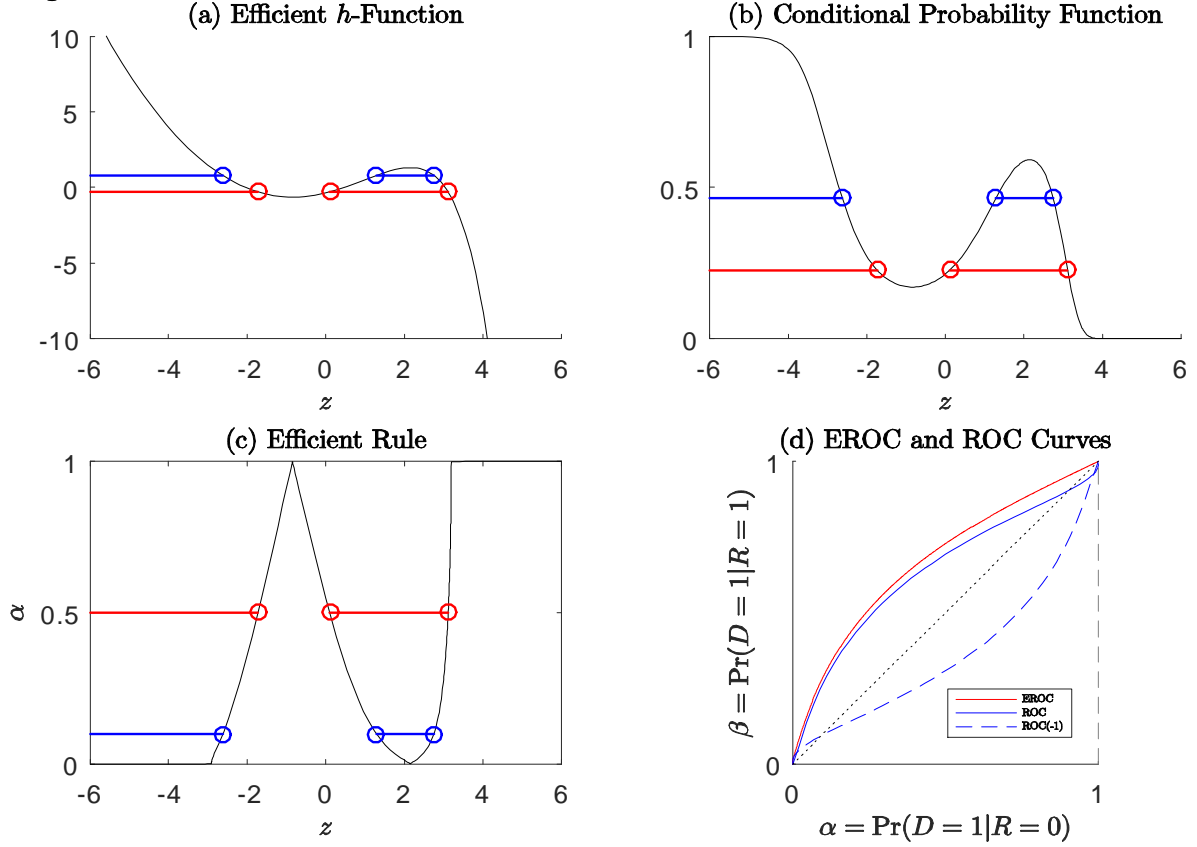 (a) Efficient h-Function
10
5
0
-5
-10
-6 -4 -2 0 2 4 6
z
(b) Conditional Probability Function
1
0.5
0
-6 -4 -2 0 2 4 6
z
(c) Efficient Rule
α
1
0.5
0
-6 -4 -2 0 2 4 6
z
(d) EROC and ROC Curves
β = Pr(D = 1|R = 1)
1
0
EROC
ROC
ROC(-1)
0 1
α = Pr(D = 1|R = 0)